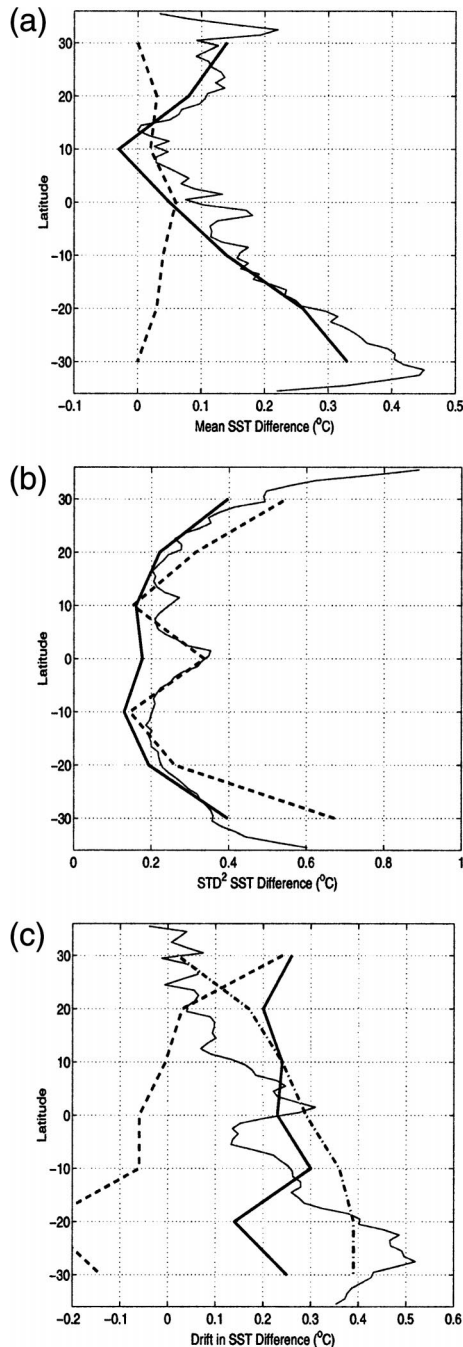 (a)
30
20
10
0
−10
−20
−30
Latitude
−0.1 0 0.1 0.2 0.3 0.4 0.5
Mean SST Difference (°C)
(b)
30
20
10
0
−10
−20
−30
Latitude
0 0.2 0.4 0.6 0.8 1
STD² SST Difference (°C)
(c)
30
20
10
0
−10
−20
−30
Latitude
−0.2 −0.1 0 0.1 0.2 0.3 0.4 0.5 0.6
Drift in SST Difference (°C)